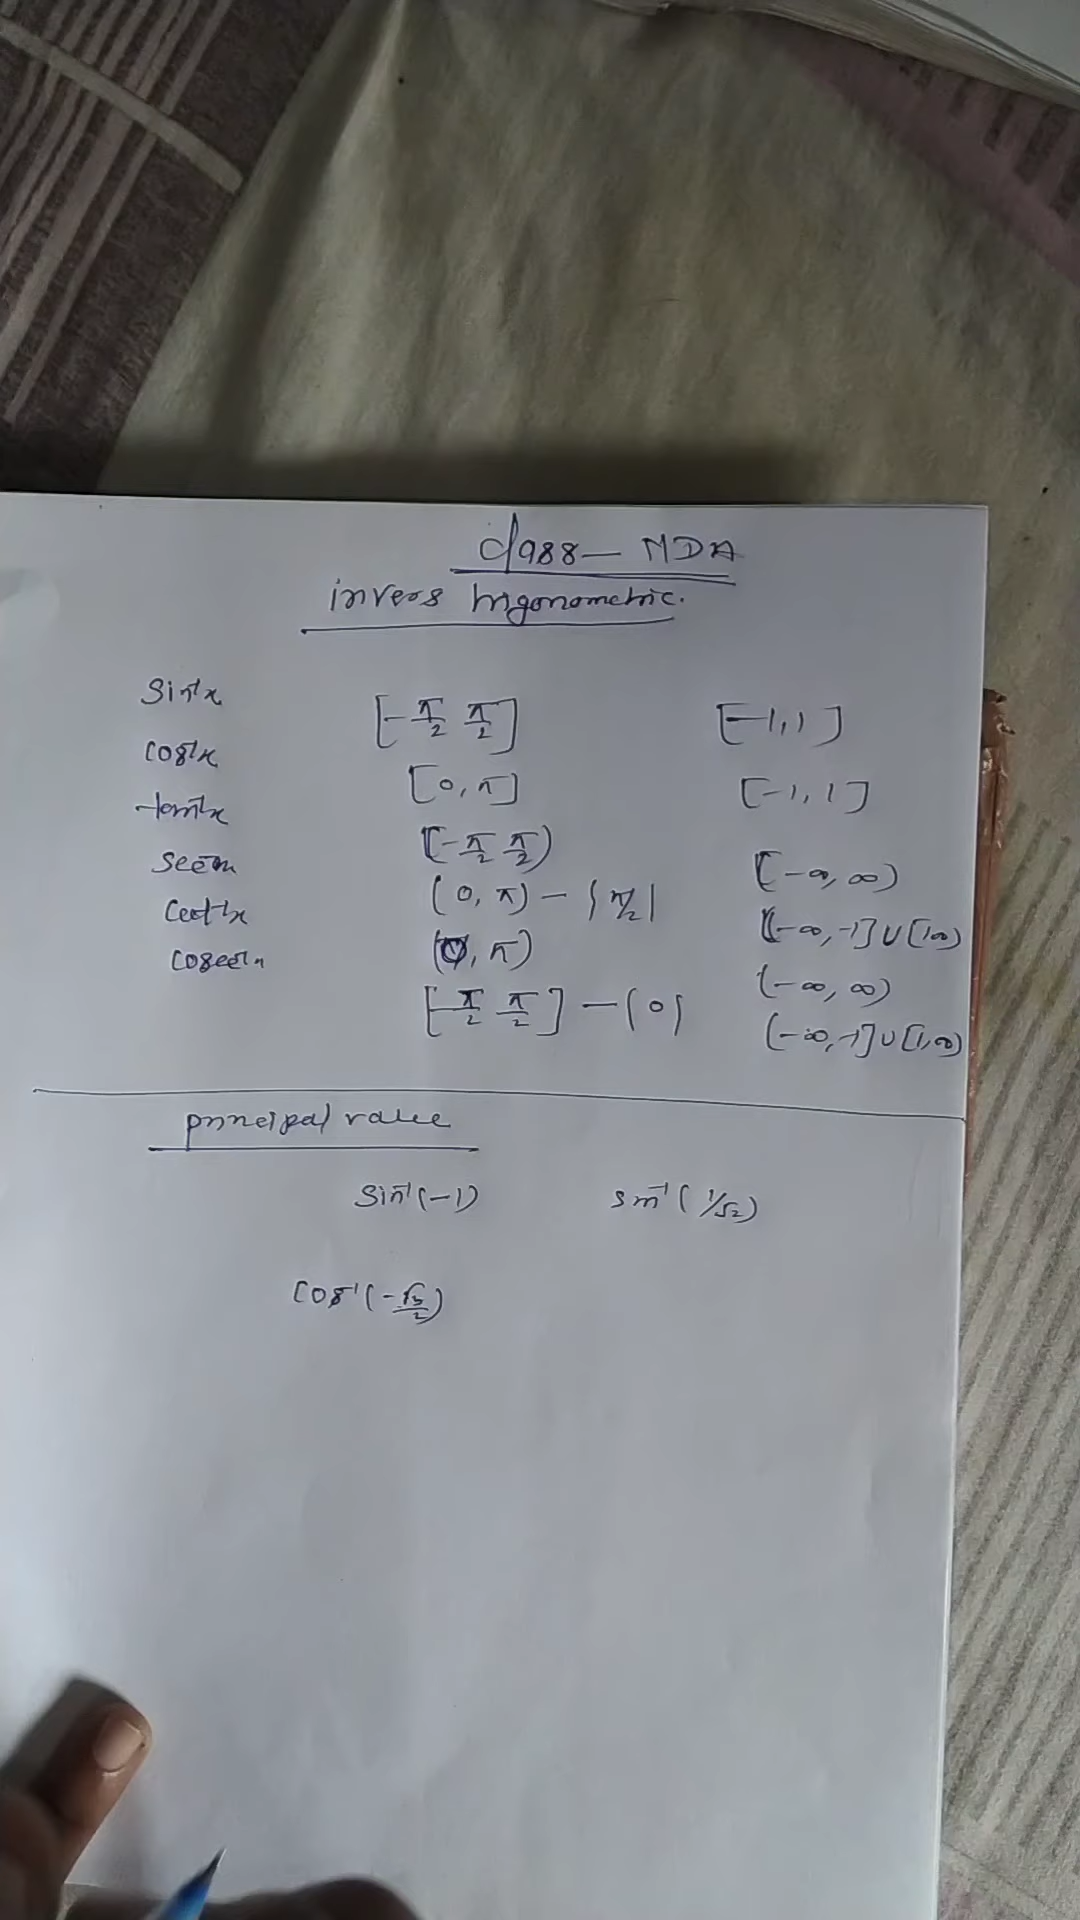 class - NDA
invers trigonometric.
sin⁻¹x [-π/2 π/2] [-1,1]
cos⁻¹x [0,π] [-1,1]
tan⁻¹x (-π/2 π/2) (-∞,∞)
sec⁻¹x (0,π) - {π/2} (-∞,-1]∪[1∞)
cot⁻¹x (0,π) (-∞,∞)
cosec⁻¹x [-π/2 π/2] - {0} (-∞,-1]∪[1,∞)
principal value
sin⁻¹(-1) sin⁻¹(1/√2)
cos⁻¹(-√3/2)